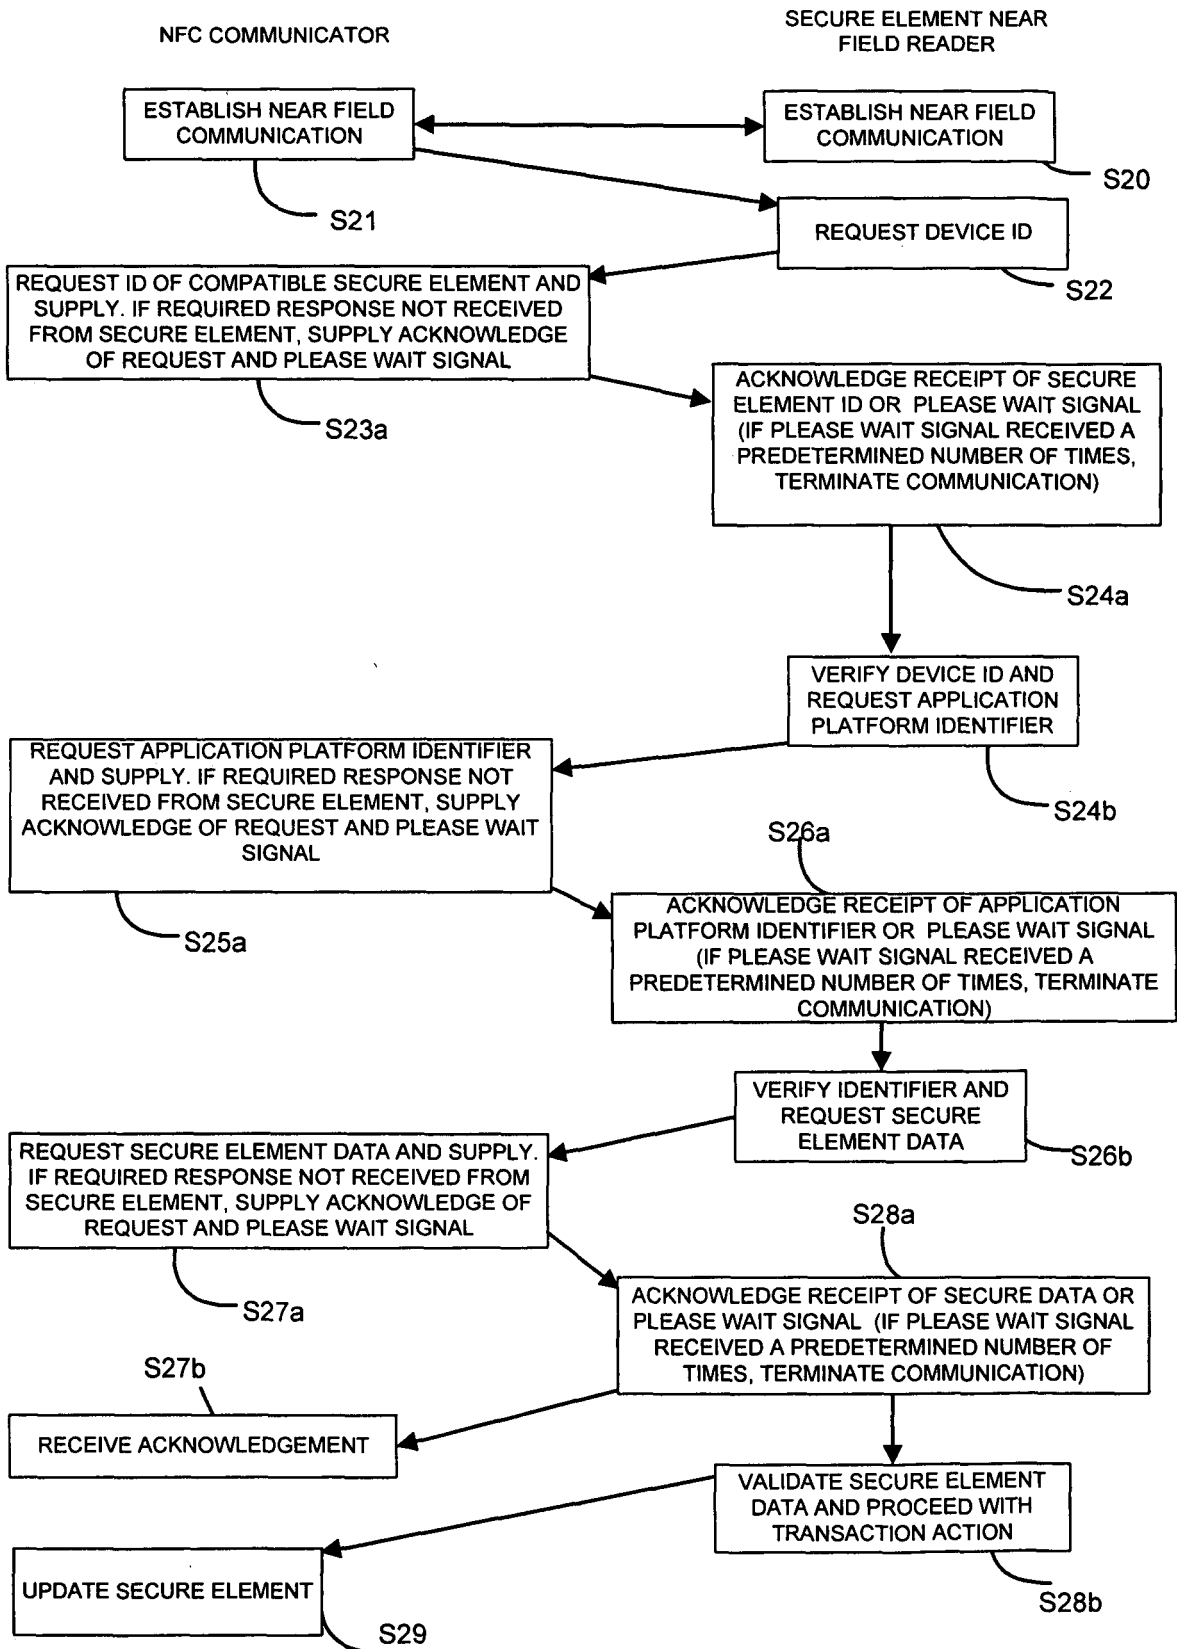 NFC COMMUNICATOR
SECURE ELEMENT NEAR
FIELD READER
ESTABLISH NEAR FIELD
COMMUNICATION
ESTABLISH NEAR FIELD
COMMUNICATION
S20
S21
REQUEST DEVICE ID
S22
REQUEST ID OF COMPATIBLE SECURE ELEMENT AND
SUPPLY. IF REQUIRED RESPONSE NOT RECEIVED
FROM SECURE ELEMENT, SUPPLY ACKNOWLEDGE
OF REQUEST AND PLEASE WAIT SIGNAL
S23a
ACKNOWLEDGE RECEIPT OF SECURE
ELEMENT ID OR PLEASE WAIT SIGNAL
(IF PLEASE WAIT SIGNAL RECEIVED A
PREDETERMINED NUMBER OF TIMES,
TERMINATE COMMUNICATION)
S24a
VERIFY DEVICE ID AND
REQUEST APPLICATION
PLATFORM IDENTIFIER
S24b
REQUEST APPLICATION PLATFORM IDENTIFIER
AND SUPPLY. IF REQUIRED RESPONSE NOT
RECEIVED FROM SECURE ELEMENT, SUPPLY
ACKNOWLEDGE OF REQUEST AND PLEASE WAIT
SIGNAL
S25a
S26a
ACKNOWLEDGE RECEIPT OF APPLICATION
PLATFORM IDENTIFIER OR PLEASE WAIT SIGNAL
(IF PLEASE WAIT SIGNAL RECEIVED A
PREDETERMINED NUMBER OF TIMES, TERMINATE
COMMUNICATION)
VERIFY IDENTIFIER AND
REQUEST SECURE
ELEMENT DATA
S26b
REQUEST SECURE ELEMENT DATA AND SUPPLY.
IF REQUIRED RESPONSE NOT RECEIVED FROM
SECURE ELEMENT, SUPPLY ACKNOWLEDGE OF
REQUEST AND PLEASE WAIT SIGNAL
S27a
S28a
ACKNOWLEDGE RECEIPT OF SECURE DATA OR
PLEASE WAIT SIGNAL (IF PLEASE WAIT SIGNAL
RECEIVED A PREDETERMINED NUMBER OF
TIMES, TERMINATE COMMUNICATION)
S27b
RECEIVE ACKNOWLEDGEMENT
VALIDATE SECURE ELEMENT
DATA AND PROCEED WITH
TRANSACTION ACTION
S28b
UPDATE SECURE ELEMENT
S29